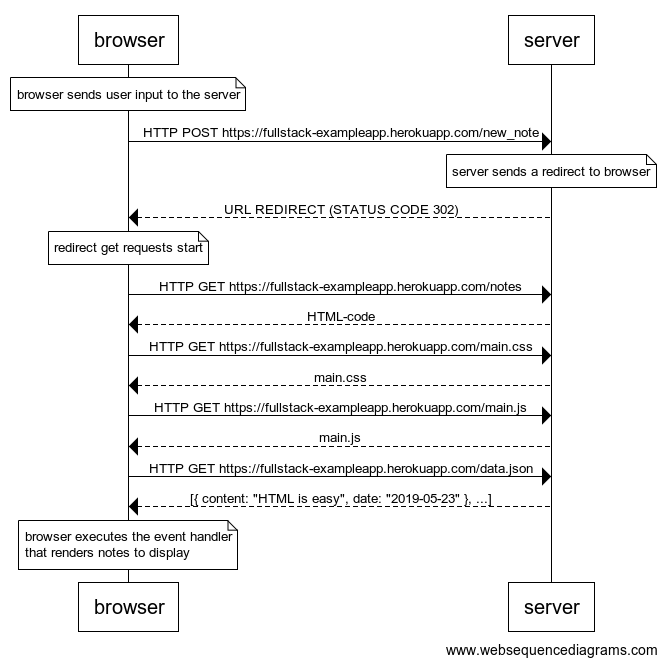 browser
server
browser sends user input to the server
HTTP POST https://fullstack-exampleapp.herokuapp.com/new_note
server sends a redirect to browser
URL REDIRECT (STATUS CODE 302)
redirect get requests start
HTTP GET https://fullstack-exampleapp.herokuapp.com/notes
HTML-code
HTTP GET https://fullstack-exampleapp.herokuapp.com/main.css
main.css
HTTP GET https://fullstack-exampleapp.herokuapp.com/main.js
main.js
HTTP GET https://fullstack-exampleapp.herokuapp.com/data.json
[{ content: "HTML is easy", date: "2019-05-23" }, ...]
browser executes the event handler
that renders notes to display
browser
server
www.websequencediagrams.com